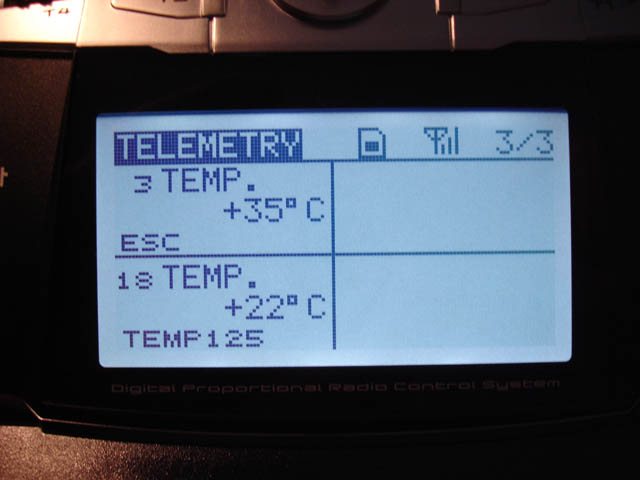 TELEMETRY 3/3
3 TEMP.
+35°C
ESC
18 TEMP.
+22°C
TEMP125
Digital Proportional Radio Control System